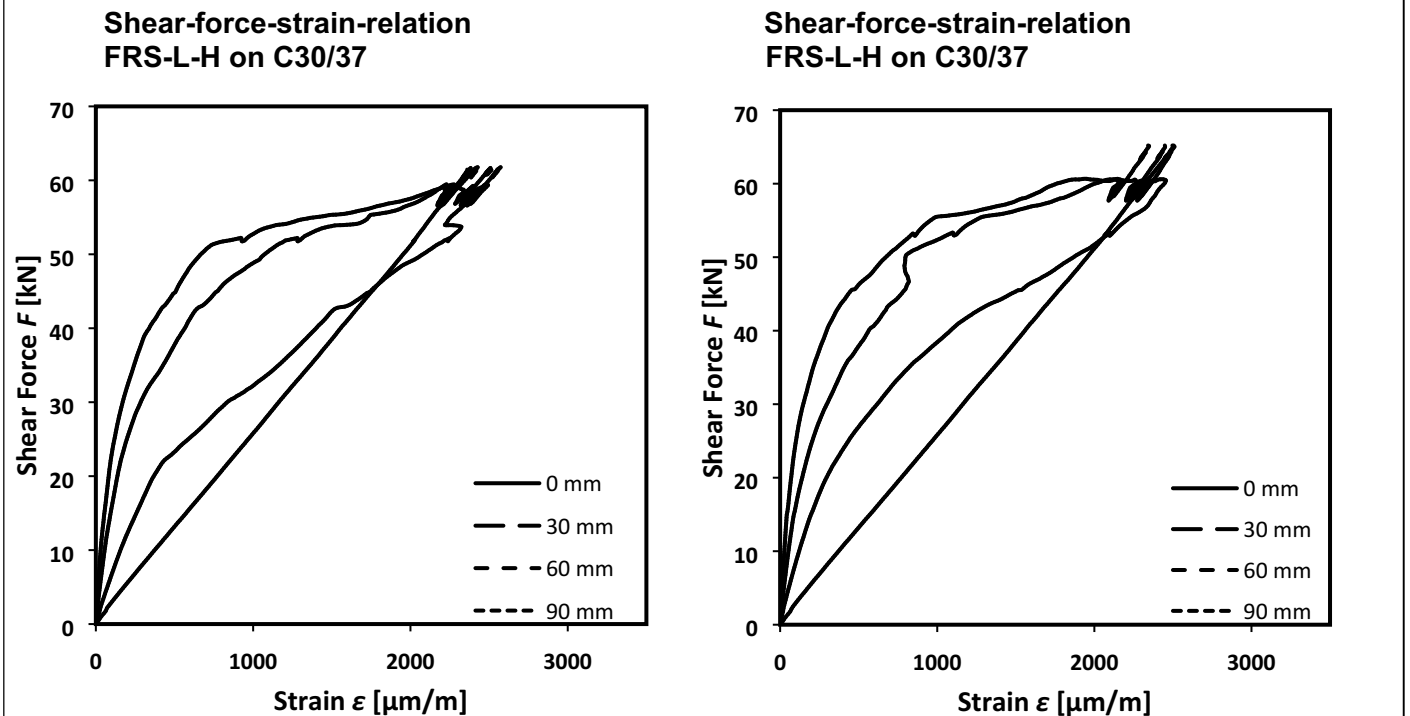 Shear-force-strain-relation
FRS-L-H on C30/37
70
60
50
40
30
20
10
0
Shear Force F [kN]
0 mm
30 mm
60 mm
90 mm
0 1000 2000 3000
Strain ε [µm/m]
Shear-force-strain-relation
FRS-L-H on C30/37
70
60
50
40
30
20
10
0
Shear Force F [kN]
0 mm
30 mm
60 mm
90 mm
0 1000 2000 3000
Strain ε [µm/m]